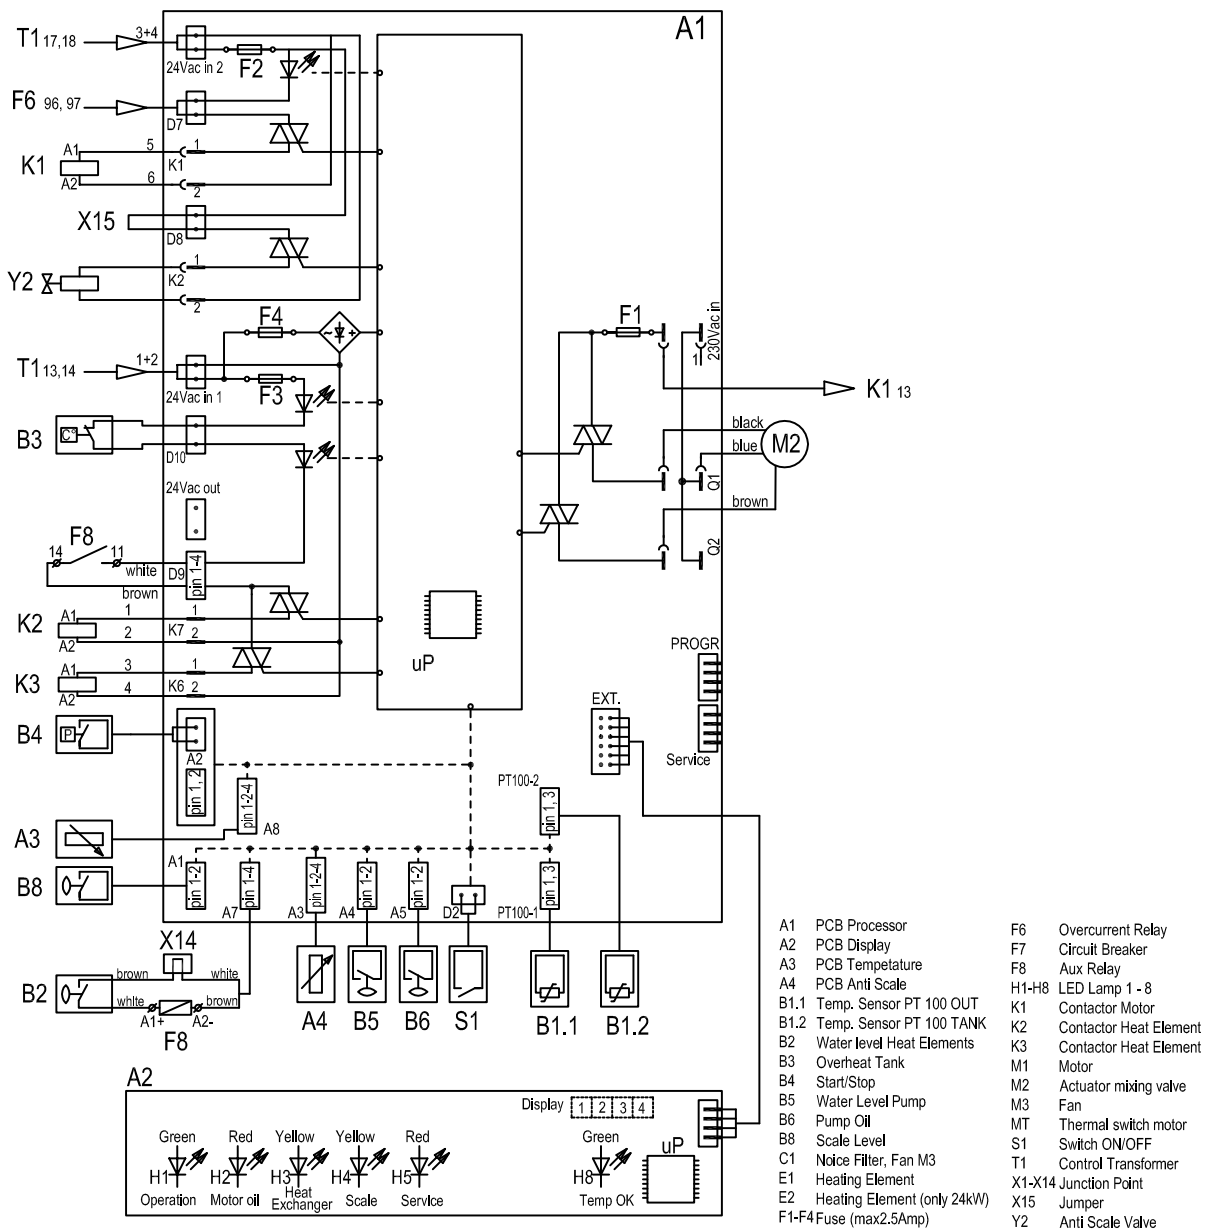 A1
T1 17,18
3+4
24Vac in 2
F2
F6 96, 97
D7
K1
A1
A2
5
6
1
K1
2
X15
D8
Y2
1
K2
2
F4
~ +
T1 13,14
1+2
24Vac in 1
F3
B3
C°
D10
24Vac out
F8
14
11
white
brown
D9
pin 1-4
K2
A1
A2
1
2
1
K7 2
K3
A1
A2
3
4
1
K6 2
uP
F1
230Vac in
1
K1 13
black
blue
brown
M2
Q1
Q2
PROGR
Service
EXT.
B4
P
A2
pin 1, 2
A3
pin 1-2-4
A8
B8
A1
pin 1-2
pin 1-4
A7
pin 1-2-4
A3
pin 1-2
A4
pin 1-2
A5
D2
PT100-2
pin 1, 3
pin 1, 3
PT100-1
X14
brown
white
B2
white
brown
A1+
A2-
F8
A4
B5
B6
S1
B1.1
B1.2
A2
Display 1 2 3 4
uP
Green
H1
Operation
Red
H2
Motor oil
Yellow
H3
Heat
Exchanger
Yellow
H4
Scale
Red
H5
Service
Green
H8
Temp OK
A1 PCB Processor
A2 PCB Display
A3 PCB Tempetature
A4 PCB Anti Scale
B1.1 Temp. Sensor PT 100 OUT
B1.2 Temp. Sensor PT 100 TANK
B2 Water level Heat Elements
B3 Overheat Tank
B4 Start/Stop
B5 Water Level Pump
B6 Pump Oil
B8 Scale Level
C1 Noice Filter, Fan M3
E1 Heating Element
E2 Heating Element (only 24kW)
F1-F4 Fuse (max2.5Amp)
F6 Overcurrent Relay
F7 Circuit Breaker
F8 Aux Relay
H1-H8 LED Lamp 1 - 8
K1 Contactor Motor
K2 Contactor Heat Element
K3 Contactor Heat Element
M1 Motor
M2 Actuator mixing valve
M3 Fan
MT Thermal switch motor
S1 Switch ON/OFF
T1 Control Transformer
X1-X14 Junction Point
X15 Jumper
Y2 Anti Scale Valve